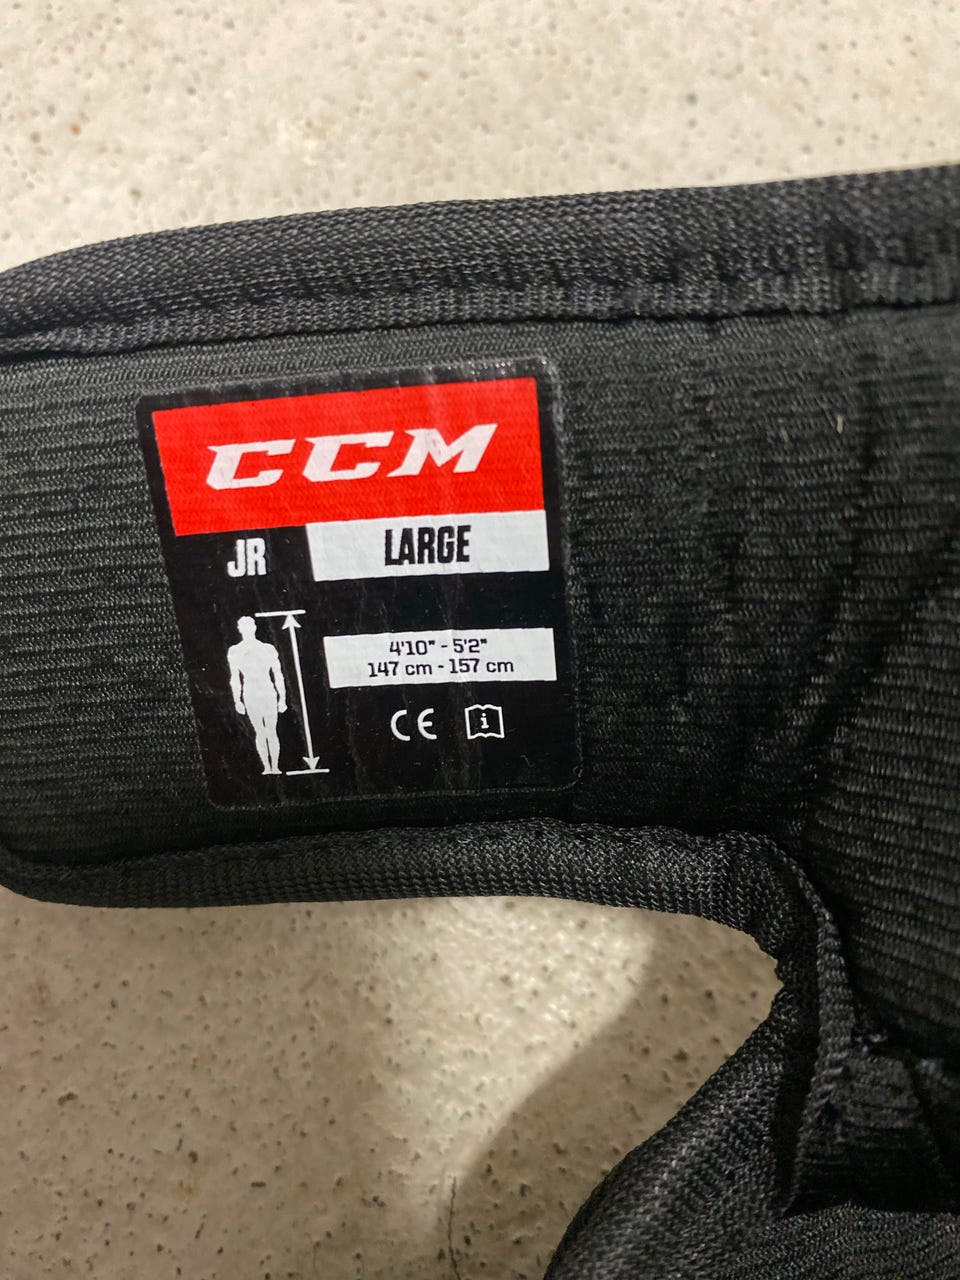 CCM
JR LARGE
4'10" - 5'2"
147 cm - 157 cm
CE i